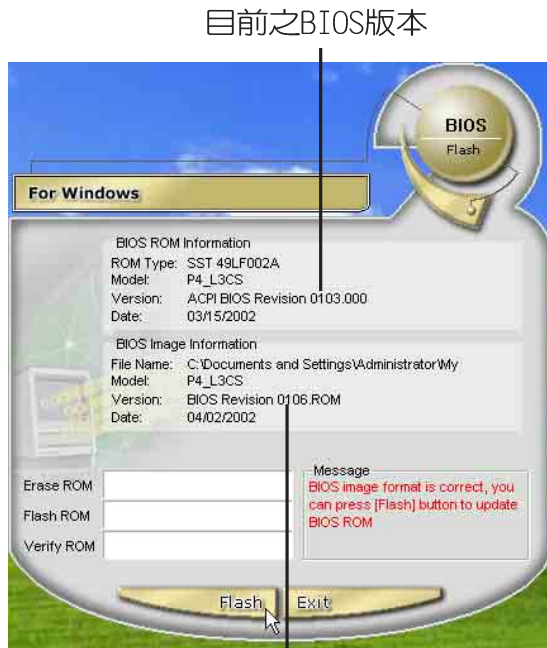 目前之BIOS版本
BIOS
Flash
For Windows
BIOS ROM Information
ROM Type: SST 49LF002A
Model: P4_L3CS
Version: ACPI BIOS Revision 0103.000
Date: 03/15/2002
BIOS Image Information
File Name: C:\Documents and Settings\Administrator\My
Model: P4_L3CS
Version: BIOS Revision 0106.ROM
Date: 04/02/2002
Message
BIOS image format is correct, you
can press [Flash] button to update
BIOS ROM
Erase ROM
Flash ROM
Verify ROM
Flash
Exit